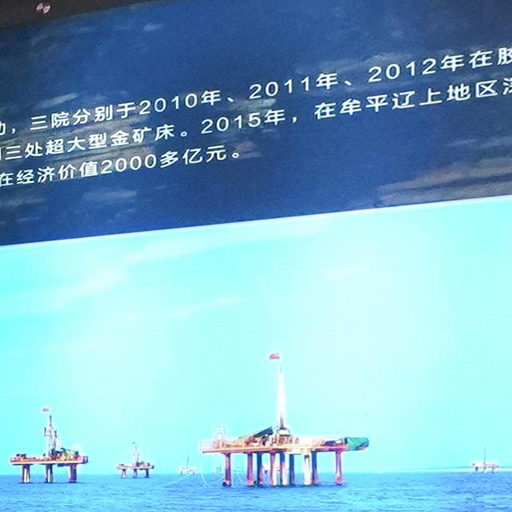 ，三院分别于2010年、2011年、2012年在胶
三处超大型金矿床。2015年，在牟平辽上地区深
在经济价值2000多亿元。